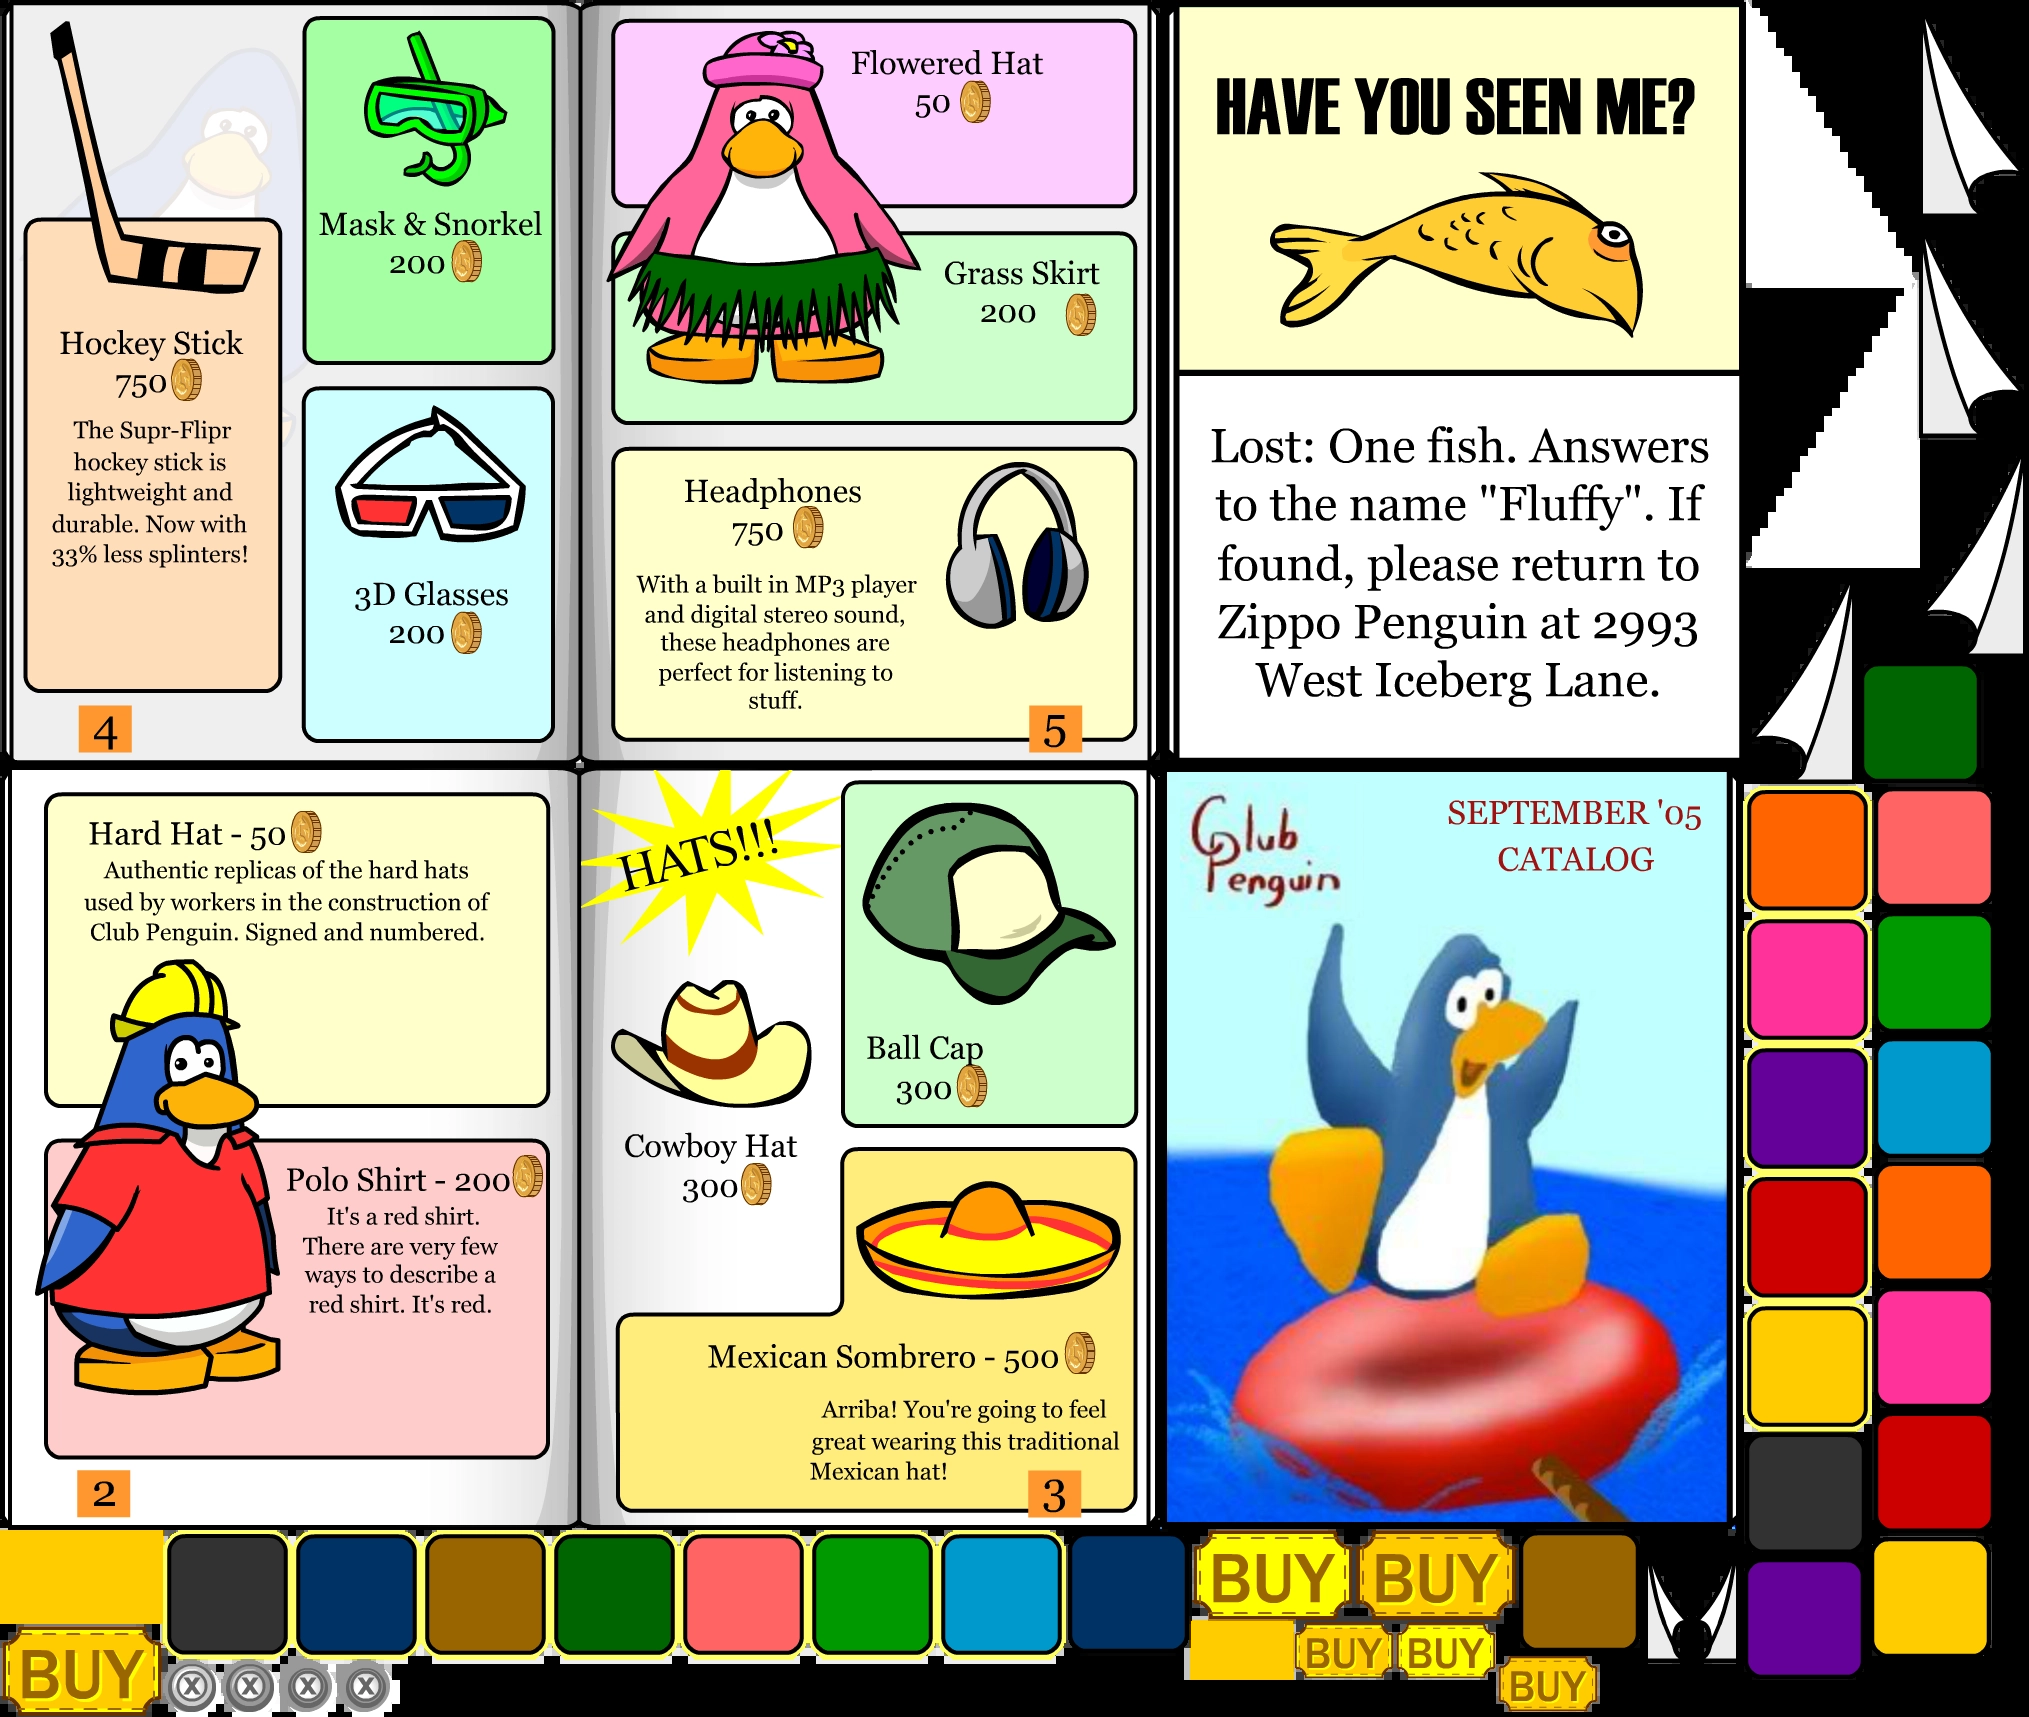 Hockey Stick
750
The Supr-Flipr
hockey stick is
lightweight and
durable. Now with
33% less splinters!
Mask & Snorkel
200
3D Glasses
200
4
Flowered Hat
50
Grass Skirt
200
Headphones
750
With a built in MP3 player
and digital stereo sound,
these headphones are
perfect for listening to
stuff.
5
HAVE YOU SEEN ME?
Lost: One fish. Answers
to the name "Fluffy". If
found, please return to
Zippo Penguin at 2993
West Iceberg Lane.
Hard Hat - 50
Authentic replicas of the hard hats
used by workers in the construction of
Club Penguin. Signed and numbered.
Polo Shirt - 200
It's a red shirt.
There are very few
ways to describe a
red shirt. It's red.
2
HATS!!!
Cowboy Hat
300
Ball Cap
300
Mexican Sombrero - 500
Arriba! You're going to feel
great wearing this traditional
Mexican hat!
3
Club
Penguin
SEPTEMBER '05
CATALOG
BUY
BUY
BUY
BUY
BUY
BUY
X
X
X
X